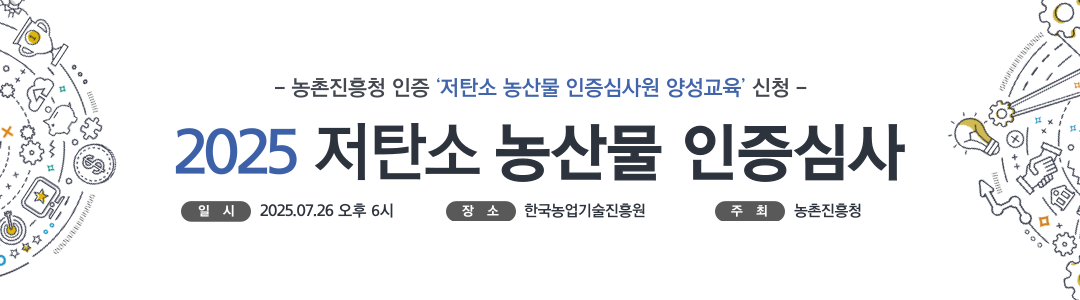 – 농촌진흥청 인증 ‘저탄소 농산물 인증심사원 양성교육’ 신청 –
2025 저탄소 농산물 인증심사
일 시 2025.07.26 오후 6시 장 소 한국농업기술진흥원 주 최 농촌진흥청